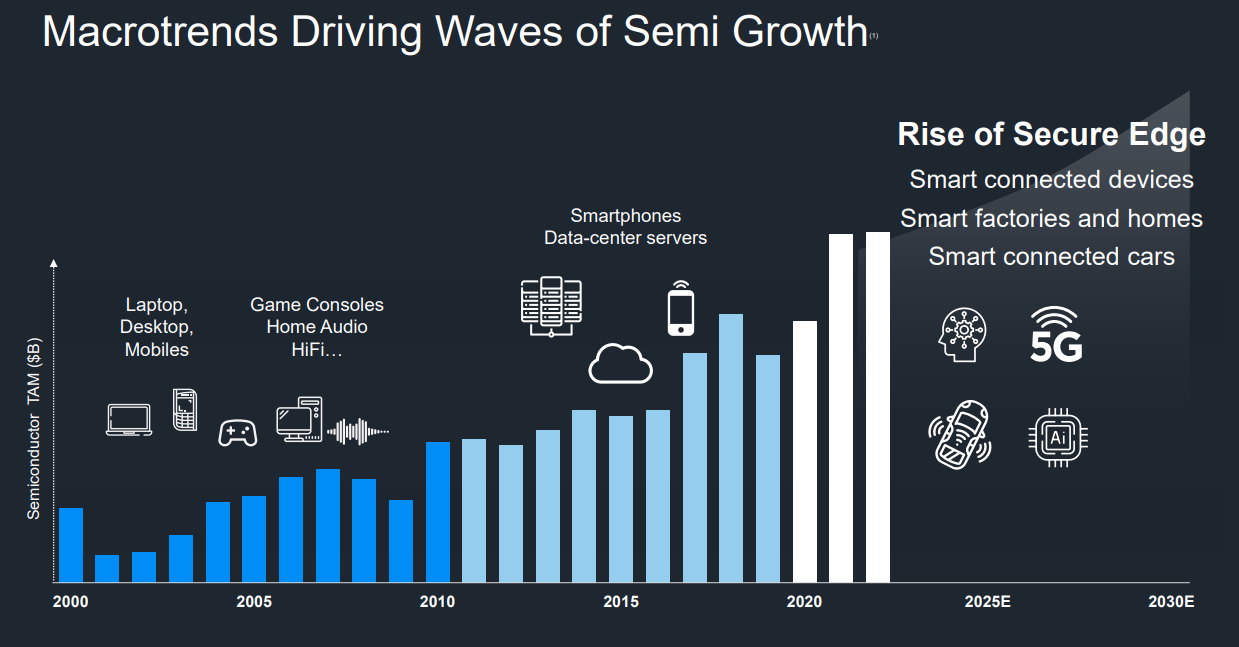 Macrotrends Driving Waves of Semi Growth(1)
Rise of Secure Edge
Smart connected devices
Smart factories and homes
Smart connected cars
Smartphones
Data-center servers
Laptop,
Desktop,
Mobiles
Game Consoles
Home Audio
HiFi…
5G
Ai
Semiconductor TAM ($B)
2000
2005
2010
2015
2020
2025E
2030E